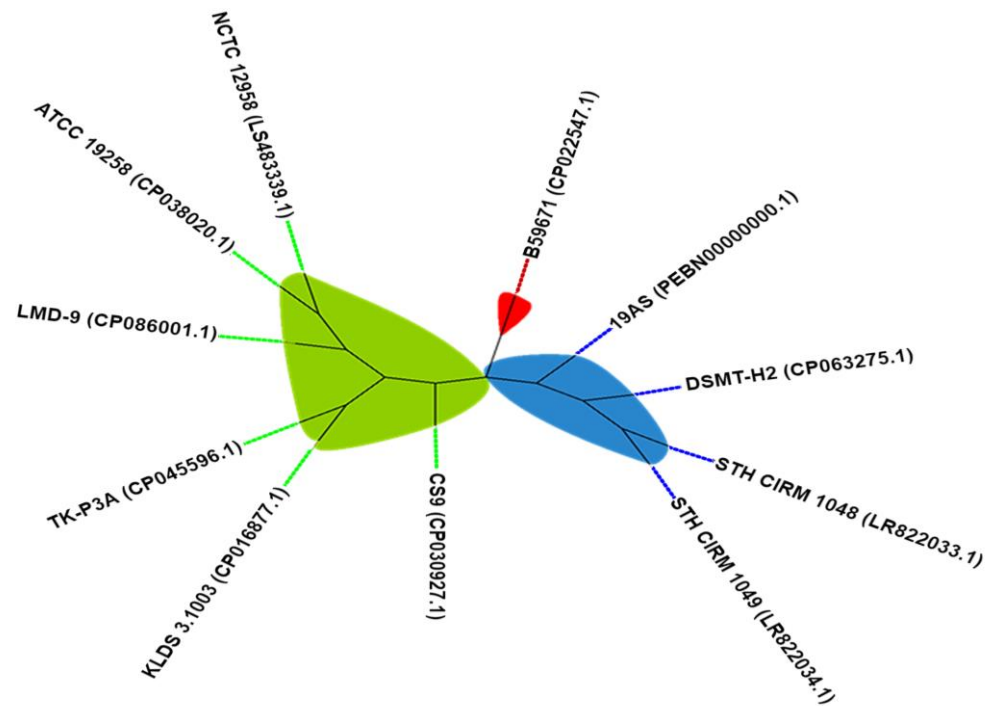 NCTC 12958 (LS483339.1)
ATCC 19258 (CP038020.1)
LMD-9 (CP086001.1)
TK-P3A (CP045596.1)
KLDS 3.1003 (CP016877.1)
CS9 (CP030927.1)
B59671 (CP022547.1)
19AS (PEBN00000000.1)
DSMT-H2 (CP063275.1)
STH CIRM 1048 (LR822033.1)
STH CIRM 1049 (LR822034.1)